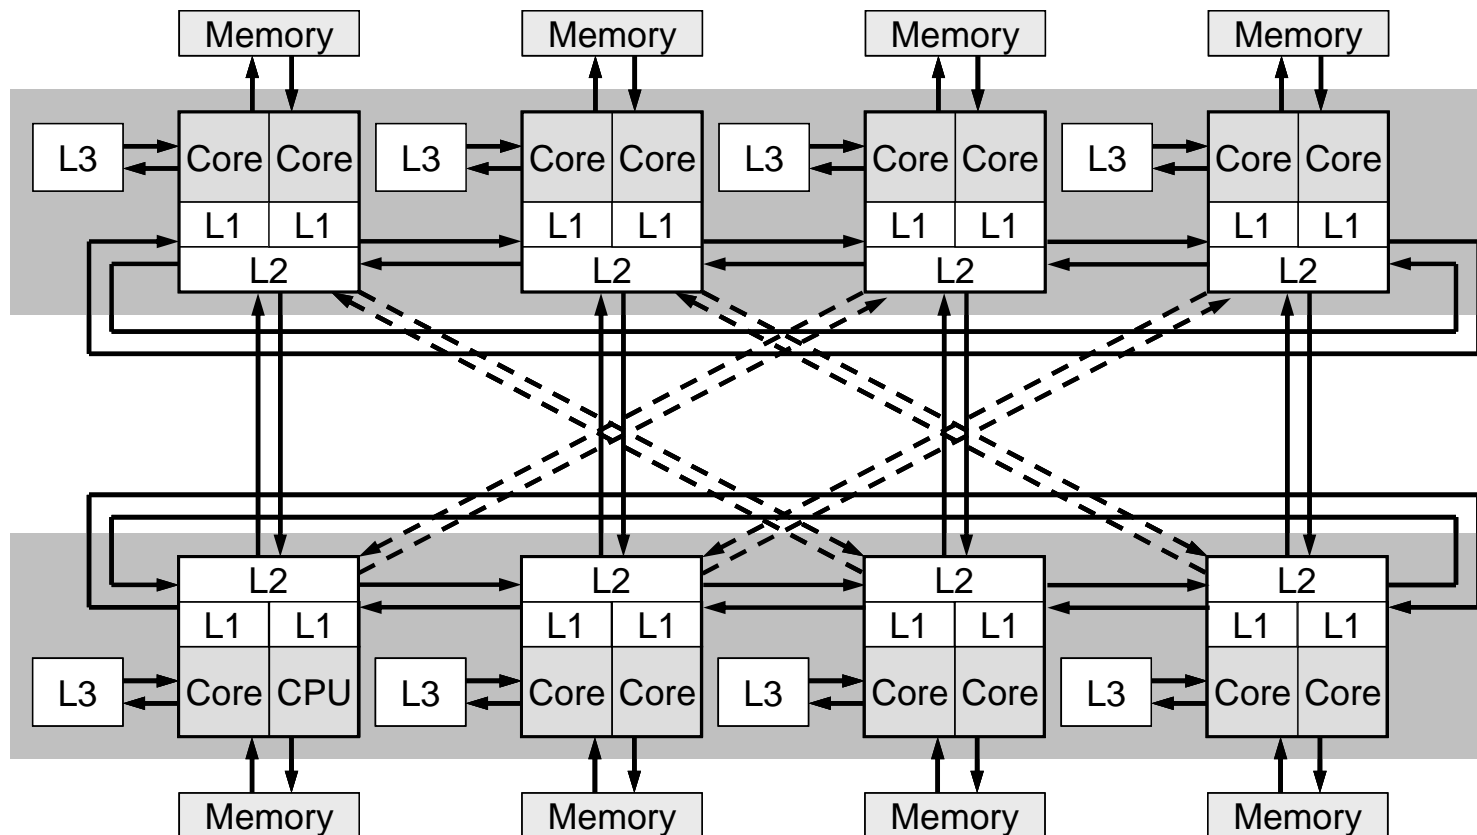 Memory Memory Memory Memory
L3 Core Core L3 Core Core L3 Core Core L3 Core Core
L1 L1 L1 L1 L1 L1 L1 L1
L2 L2 L2 L2
L2 L2 L2 L2
L1 L1 L1 L1 L1 L1 L1 L1
L3 Core CPU L3 Core Core L3 Core Core L3 Core Core
Memory Memory Memory Memory